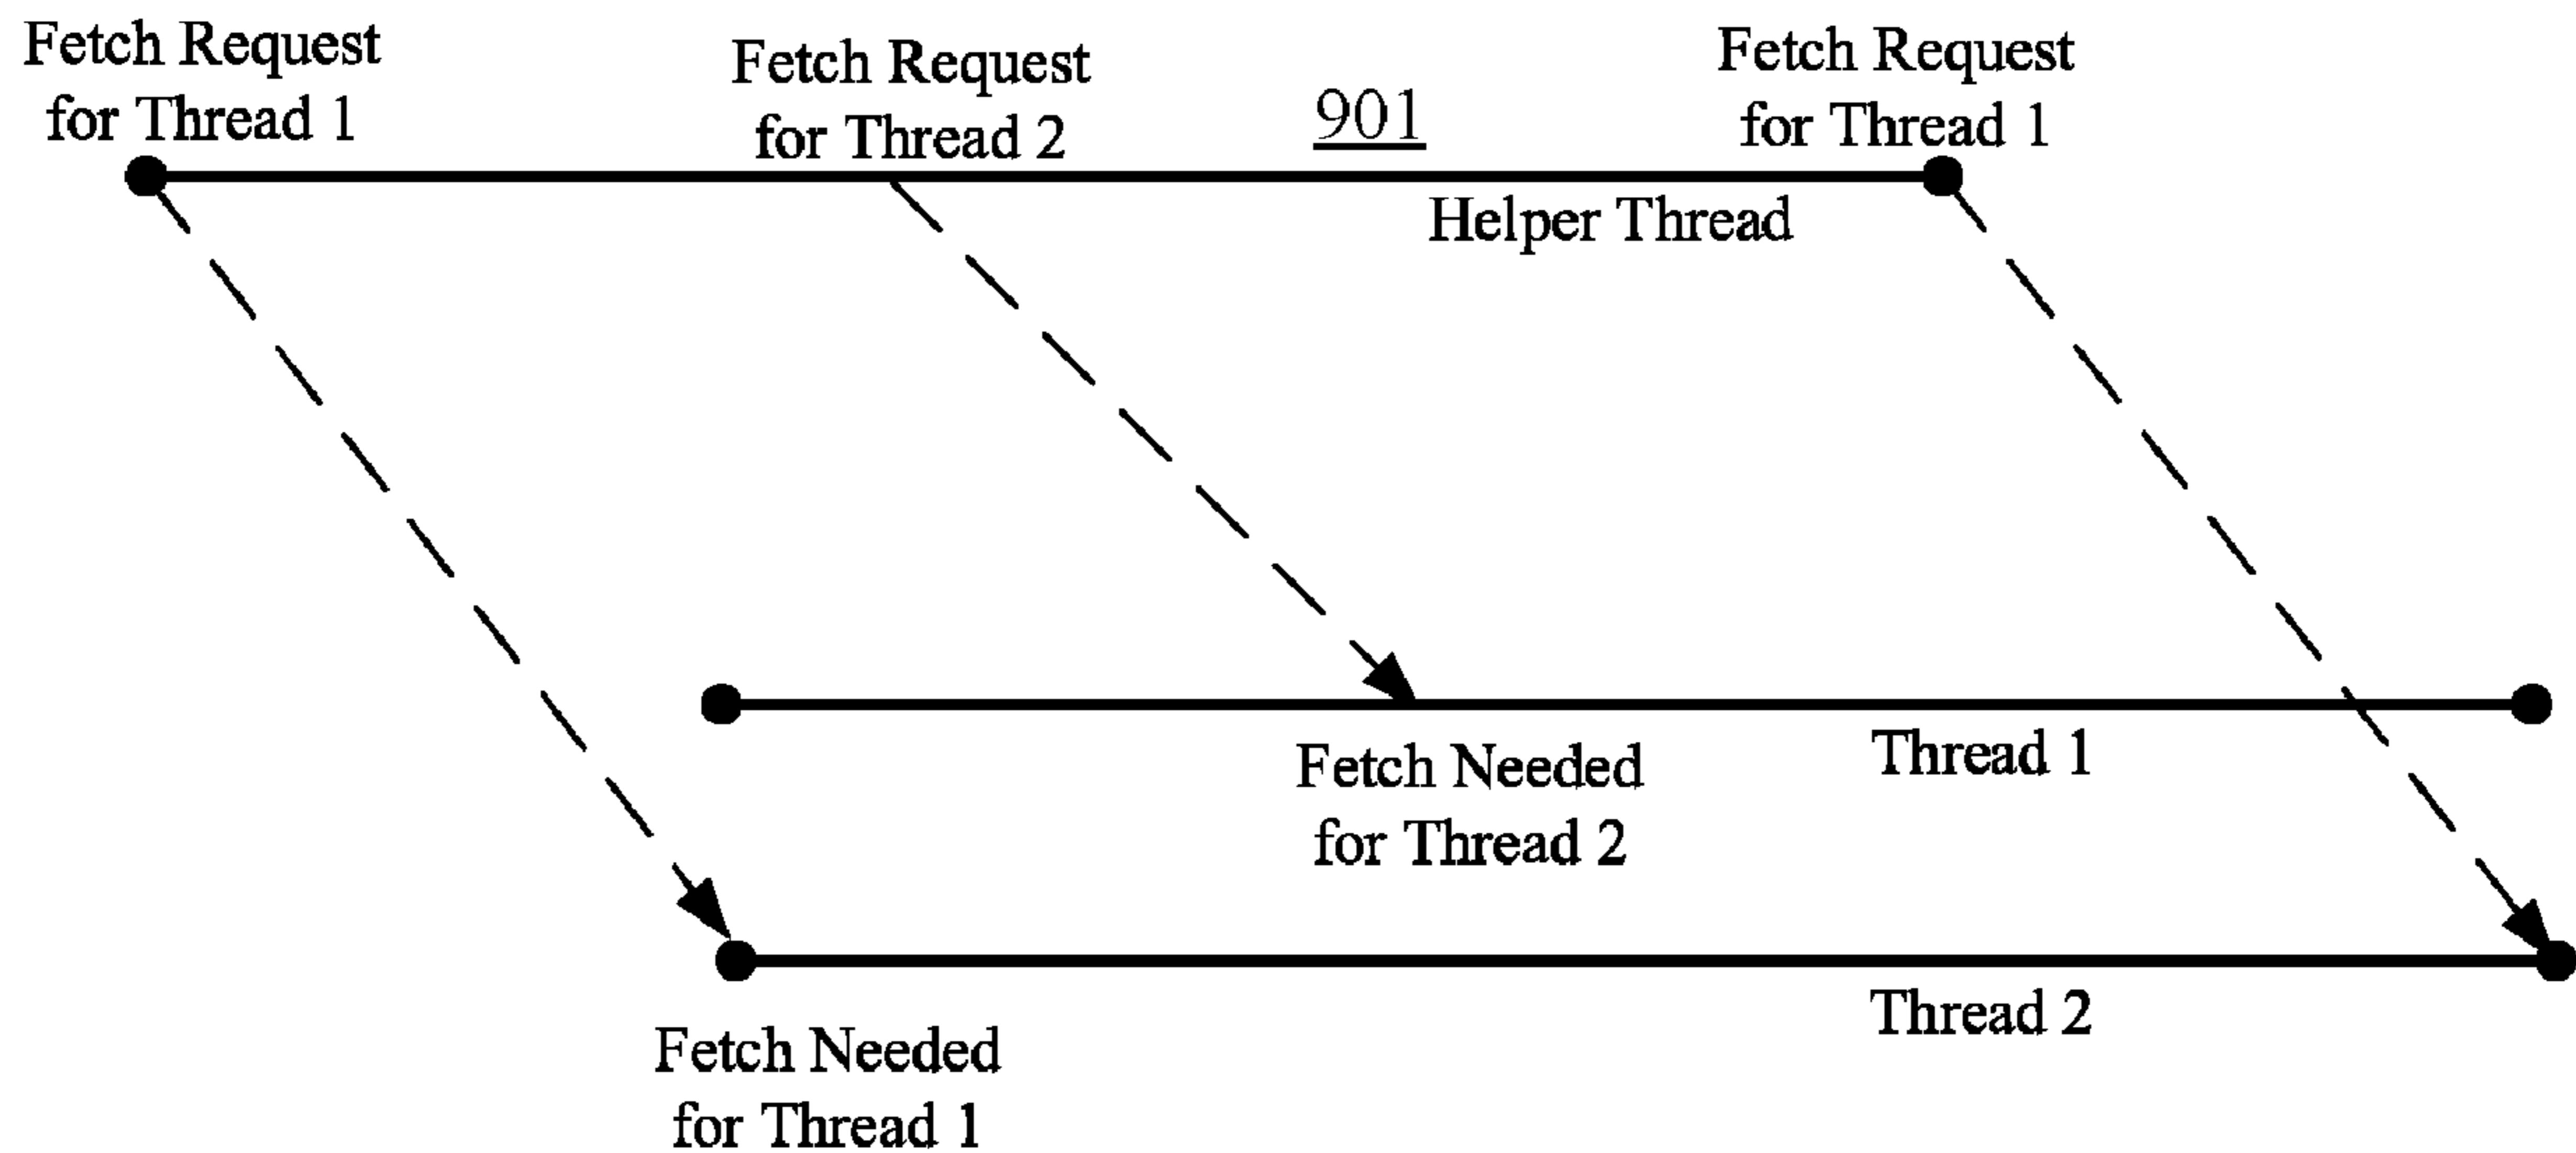 Fetch Request
for Thread 1
Fetch Request
for Thread 2
901
Fetch Request
for Thread 1
Helper Thread
Fetch Needed
for Thread 2
Thread 1
Thread 2
Fetch Needed
for Thread 1